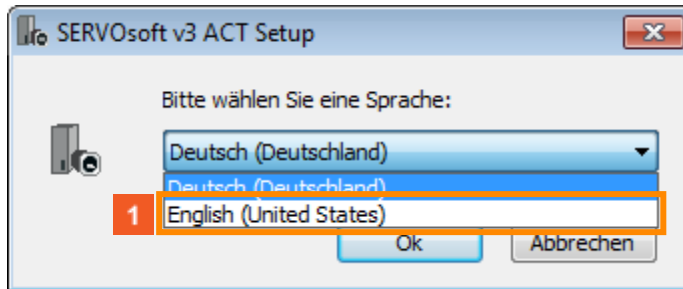 SERVOsoft v3 ACT Setup
Bitte wählen Sie eine Sprache:
Deutsch (Deutschland)
Deutsch (Deutschland)
1 English (United States)
Ok Abbrechen